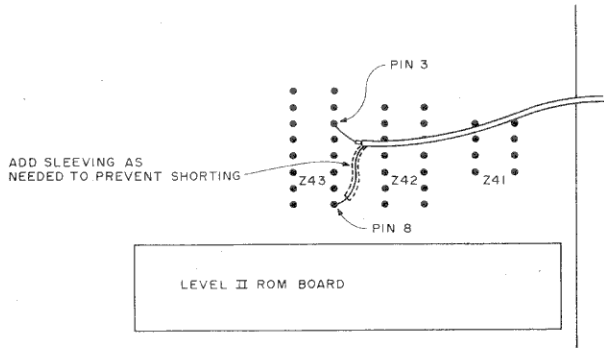 PIN 3
ADD SLEEVING AS
NEEDED TO PREVENT SHORTING
Z43
Z42
Z41
PIN 8
LEVEL II ROM BOARD